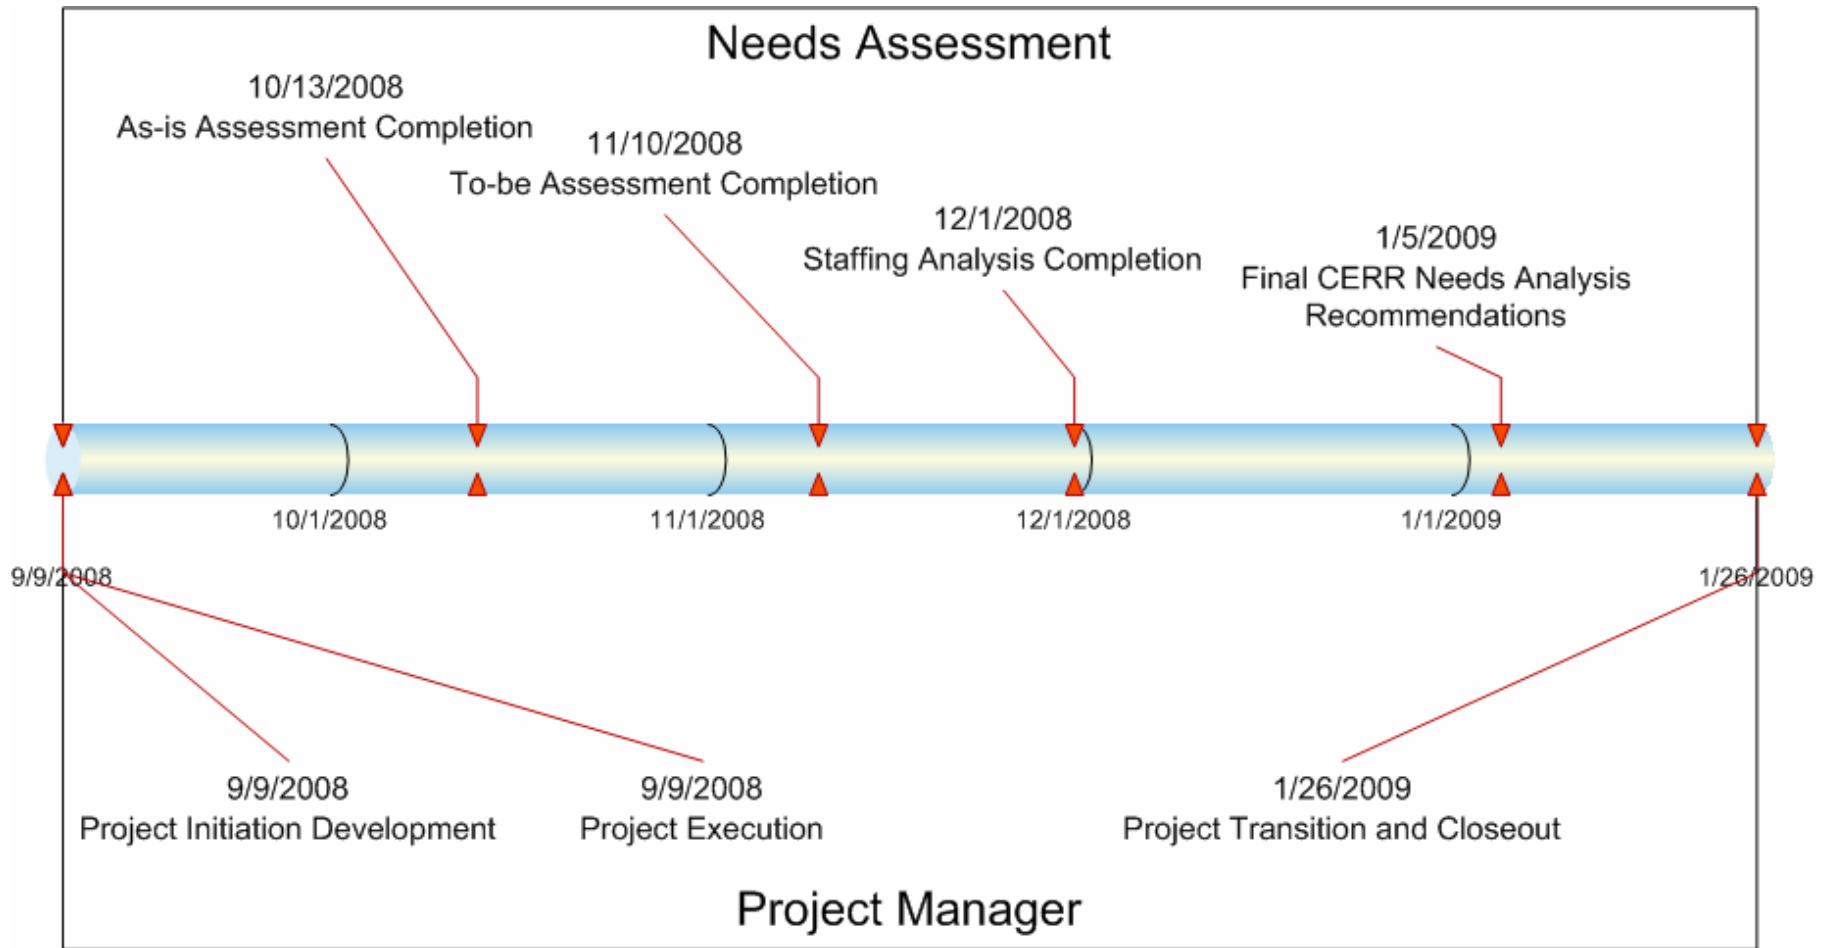 Needs Assessment
10/13/2008
As-is Assessment Completion
11/10/2008
To-be Assessment Completion
12/1/2008
Staffing Analysis Completion
1/5/2009
Final CERR Needs Analysis
Recommendations
10/1/2008
11/1/2008
12/1/2008
1/1/2009
9/9/2008
1/26/2009
9/9/2008
Project Initiation Development
9/9/2008
Project Execution
1/26/2009
Project Transition and Closeout
Project Manager